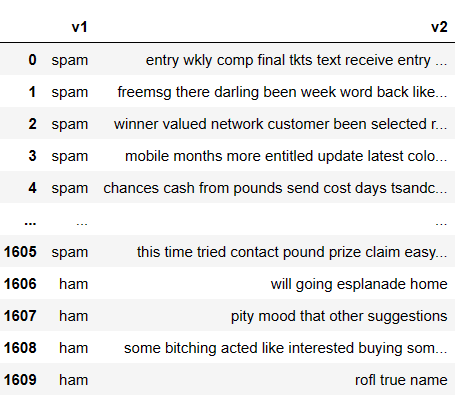 v1 v2
0 spam entry wkly comp final tkts text receive entry ...
1 spam freemsg there darling been week word back like...
2 spam winner valued network customer been selected r...
3 spam mobile months more entitled update latest colo...
4 spam chances cash from pounds send cost days tsandc...
... ... ...
1605 spam this time tried contact pound prize claim easy...
1606 ham will going esplanade home
1607 ham pity mood that other suggestions
1608 ham some bitching acted like interested buying som...
1609 ham rofl true name